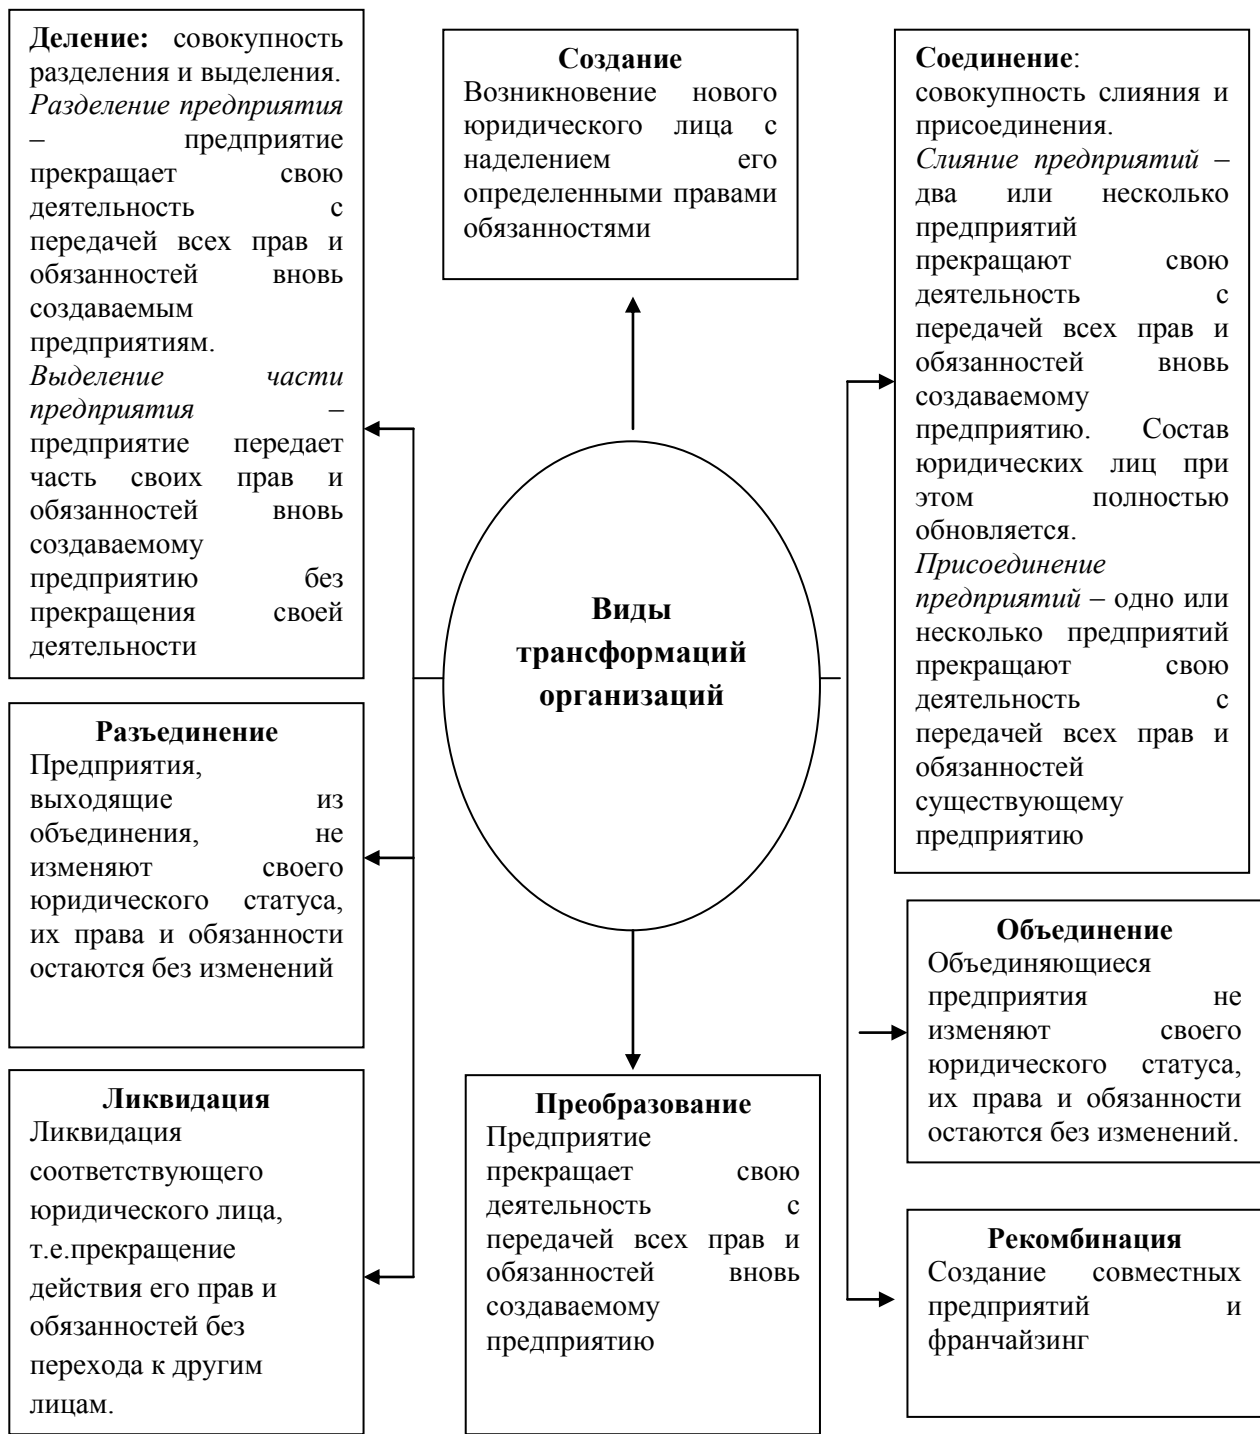 Деление: совокупность
разделения и выделения.
Разделение предприятия
– предприятие
прекращает свою
деятельность с
передачей всех прав и
обязанностей вновь
создаваемым
предприятиям.
Выделение части
предприятия –
предприятие передает
часть своих прав и
обязанностей вновь
создаваемому
предприятию без
прекращения своей
деятельности
Создание
Возникновение нового
юридического лица с
наделением его
определенными правами
обязанностями
Соединение:
совокупность слияния и
присоединения.
Слияние предприятий –
два или несколько
предприятий
прекращают свою
деятельность с
передачей всех прав и
обязанностей вновь
создаваемому
предприятию. Состав
юридических лиц при
этом полностью
обновляется.
Присоединение
предприятий – одно или
несколько предприятий
прекращают свою
деятельность с
передачей всех прав и
обязанностей
существующему
предприятию
Виды
трансформаций
организаций
Разъединение
Предприятия,
выходящие из
объединения, не
изменяют своего
юридического статуса,
их права и обязанности
остаются без изменений
Объединение
Объединяющиеся
предприятия не
изменяют своего
юридического статуса,
их права и обязанности
остаются без изменений.
Ликвидация
Ликвидация
соответствующего
юридического лица,
т.е.прекращение
действия его прав и
обязанностей без
перехода к другим
лицам.
Преобразование
Предприятие
прекращает свою
деятельность с
передачей всех прав и
обязанностей вновь
создаваемому
предприятию
Рекомбинация
Создание совместных
предприятий и
франчайзинг